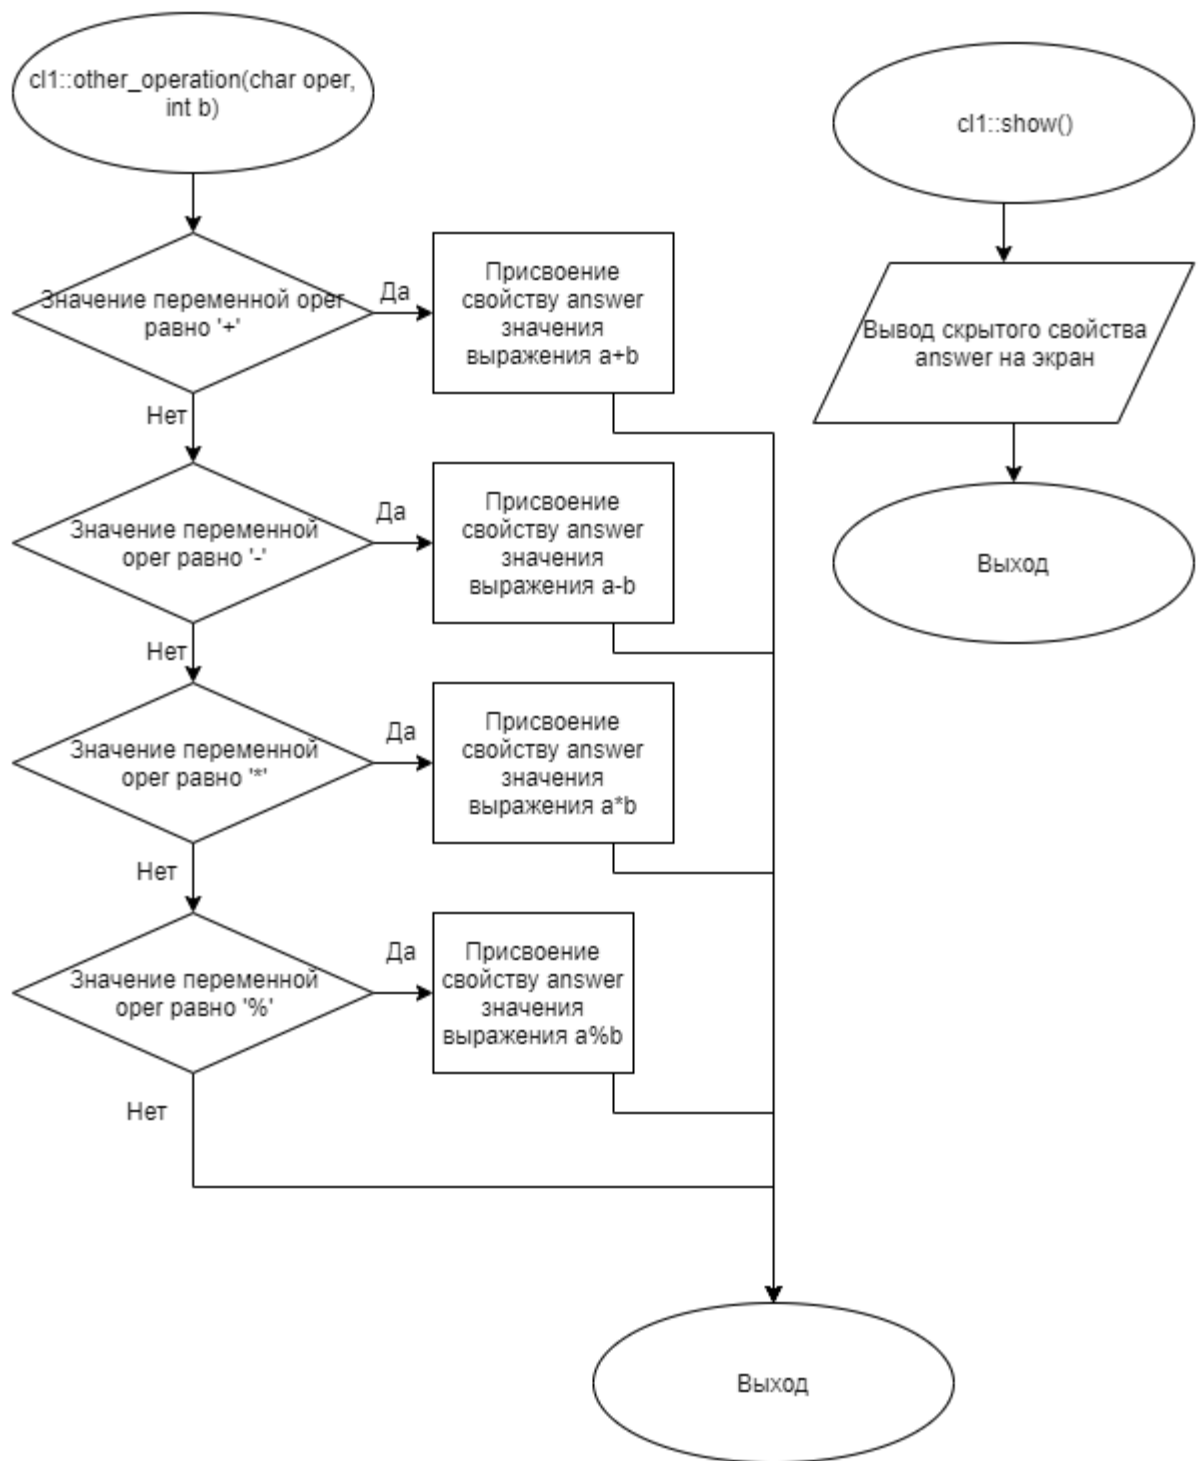 cl1::other_operation(char oper,
int b)
Значение переменной oper
равно '+'
Да
Присвоение
свойству answer
значения
выражения a+b
Нет
Значение переменной
oper равно '-'
Да
Присвоение
свойству answer
значения
выражения a-b
Нет
Значение переменной
oper равно '*'
Да
Присвоение
свойству answer
значения
выражения a*b
Нет
Значение переменной
oper равно '%'
Да
Присвоение
свойству answer
значения
выражения a%b
Нет
Выход
cl1::show()
Вывод скрытого свойства
answer на экран
Выход